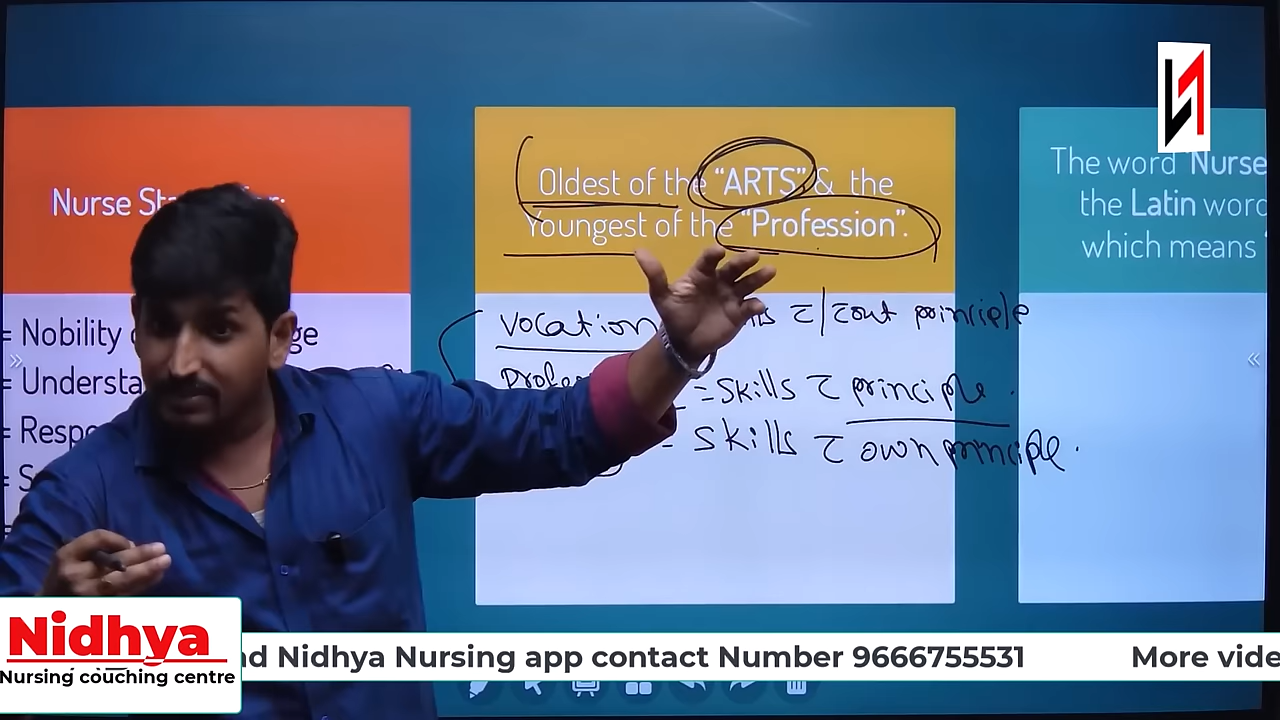 Nurse
= Nobility
ge
= Understa
= Respo
Oldest of the “ARTS” & the
Youngest of the “Profession”.
vocation
principle
= skills c̄ principle.
= skills c̄ own principle.
The word ‘Nurse
the Latin word
which means ‘
Nidhya
Nursing couching centre
nd Nidhya Nursing app contact Number 9666755531
More vide